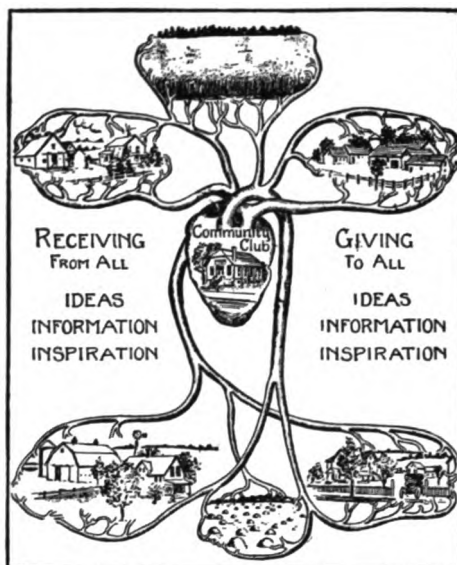 Community
Club
RECEIVING
FROM ALL
IDEAS
INFORMATION
INSPIRATION
GIVING
TO ALL
IDEAS
INFORMATION
INSPIRATION